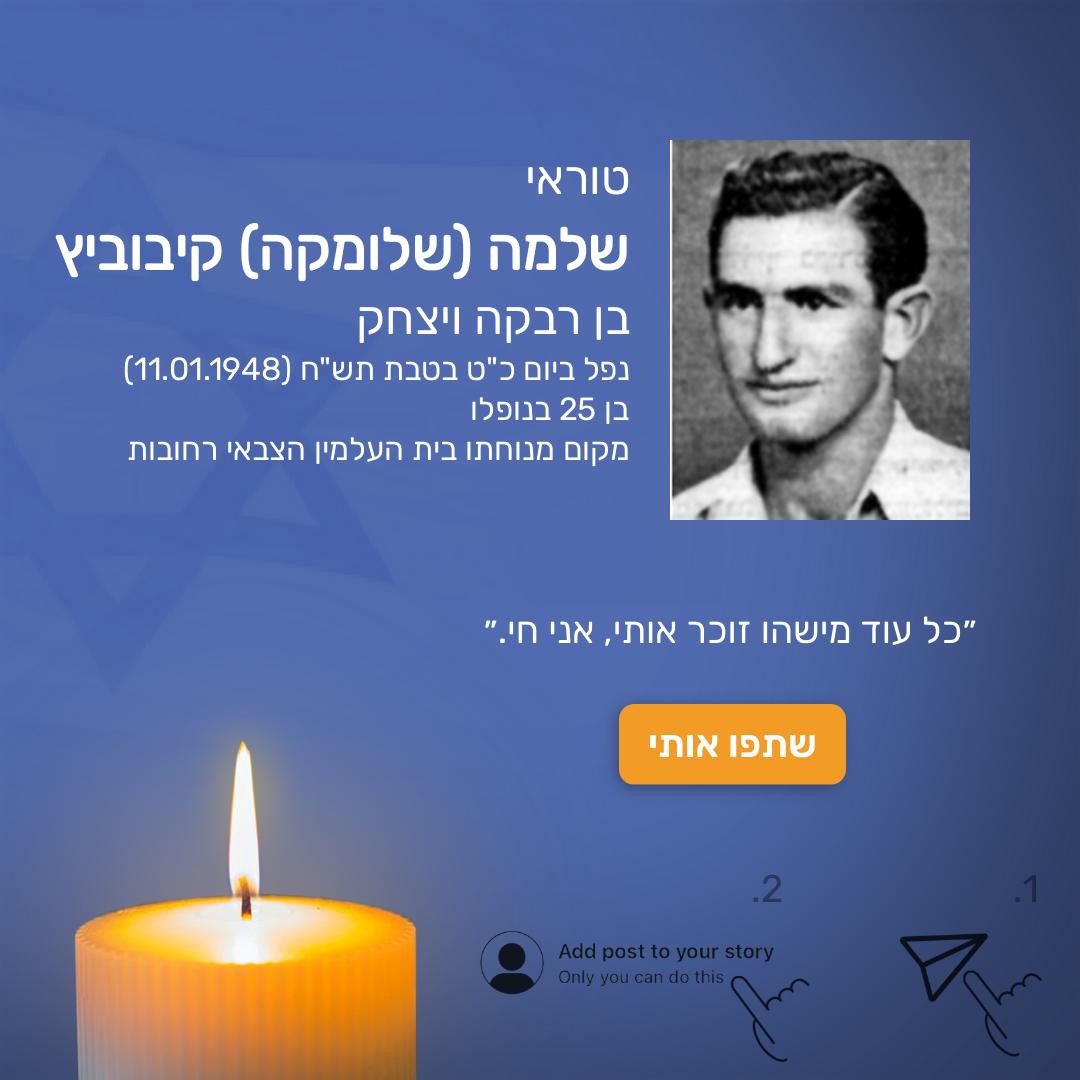 טוראי
שלמה (שלומקה) קיבוביץ
בן רבקה ויצחק
נפל ביום כ"ט בטבת תש"ח (11.01.1948)
בן 25 בנופלו
מקום מנוחתו בית העלמין הצבאי רחובות
״כל עוד מישהו זוכר אותי, אני חי.״
שתפו אותי
1.
2.
Add post to your story
Only you can do this